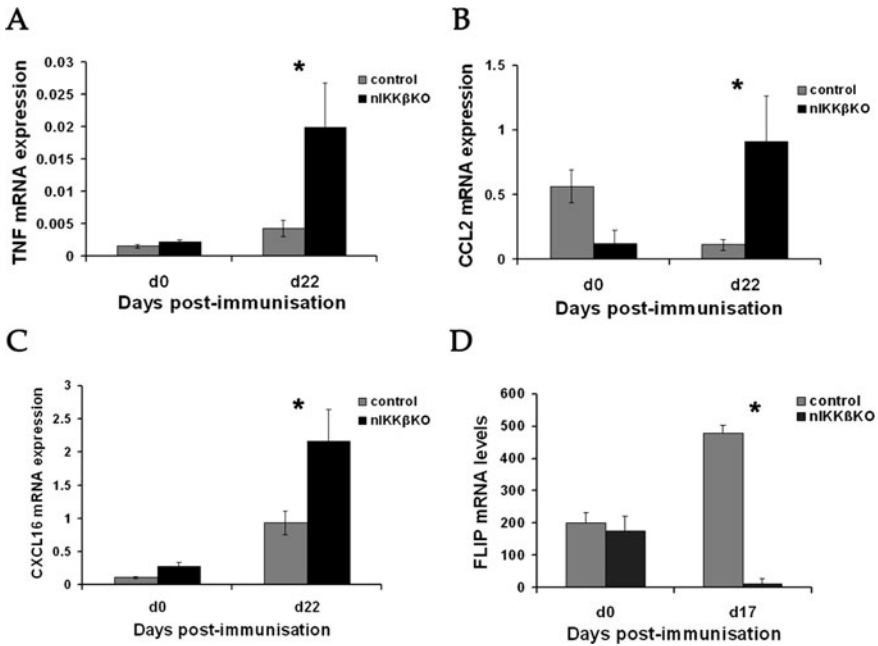 A
TNF mRNA expression
0.03
0.025
0.02
0.015
0.01
0.005
0
*
control
nIKKβKO
d0 d22
Days post-immunisation
B
CCL2 mRNA expression
1.5
1
0.5
0
*
control
nIKKβKO
d0 d22
Days post-immunisation
C
CXCL16 mRNA expression
3
2.5
2
1.5
1
0.5
0
*
control
nIKKβKO
d0 d22
Days post-immunisation
D
FLIP mRNA levels
600
500
400
300
200
100
0
*
control
nIKKßKO
d0 d17
Days post-immunisation